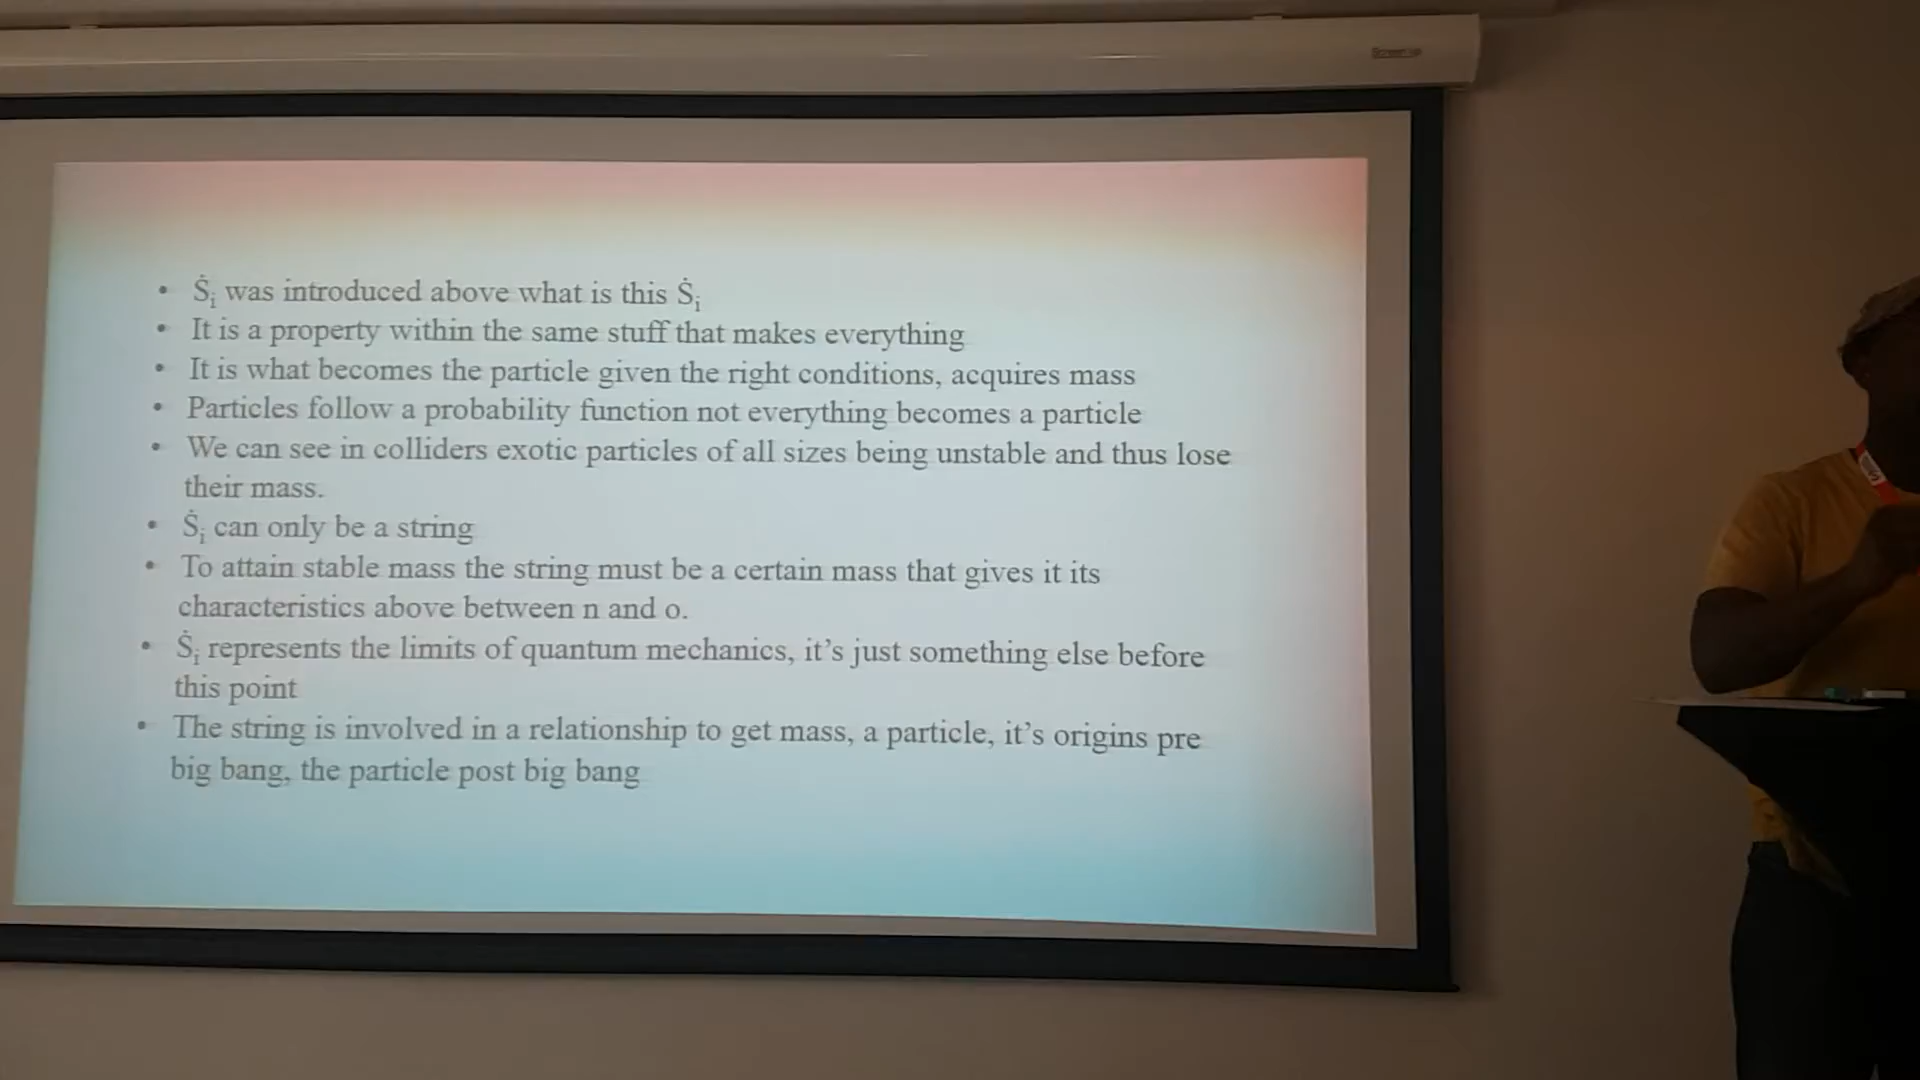 • Ṡᵢ was introduced above what is this Ṡᵢ
• It is a property within the same stuff that makes everything
• It is what becomes the particle given the right conditions, acquires mass
• Particles follow a probability function not everything becomes a particle
• We can see in colliders exotic particles of all sizes being unstable and thus lose
their mass.
• Ṡᵢ can only be a string
• To attain stable mass the string must be a certain mass that gives it its
characteristics above between n and o.
• Ṡᵢ represents the limits of quantum mechanics, it’s just something else before
this point
• The string is involved in a relationship to get mass, a particle, it’s origins pre
big bang, the particle post big bang